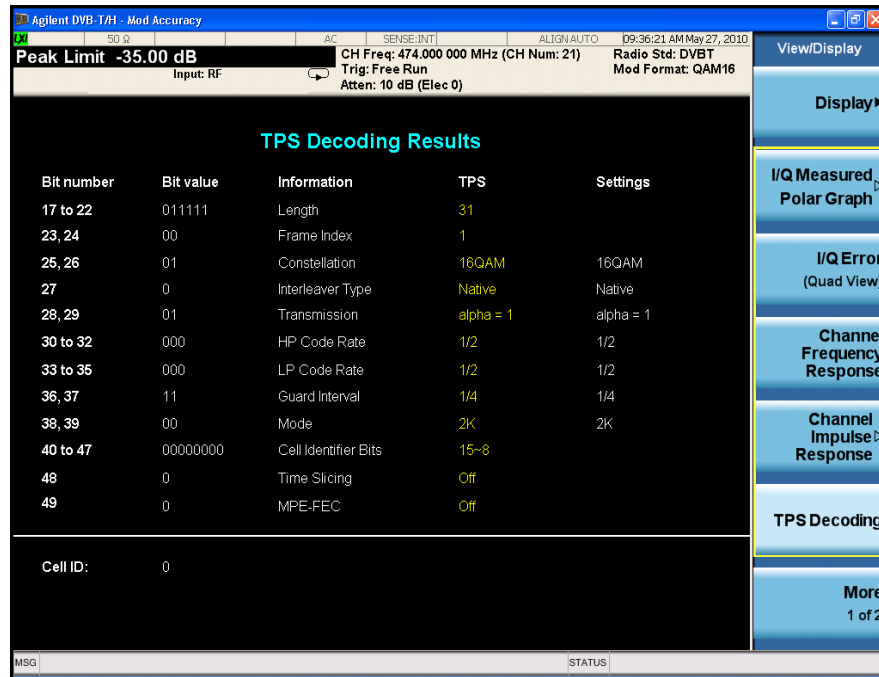 Agilent DVB-T/H - Mod Accuracy
LXI 50 Ω AC SENSE:INT ALIGNAUTO 09:36:21 AM May 27, 2010
Peak Limit -35.00 dB
Input: RF
CH Freq: 474.000 000 MHz (CH Num: 21)
Trig: Free Run
Atten: 10 dB (Elec 0)
Radio Std: DVBT
Mod Format: QAM16
TPS Decoding Results
Bit number Bit value Information TPS Settings
17 to 22 011111 Length 31
23, 24 00 Frame Index 1
25, 26 01 Constellation 16QAM 16QAM
27 0 Interleaver Type Native Native
28, 29 01 Transmission alpha = 1 alpha = 1
30 to 32 000 HP Code Rate 1/2 1/2
33 to 35 000 LP Code Rate 1/2 1/2
36, 37 11 Guard Interval 1/4 1/4
38, 39 00 Mode 2K 2K
40 to 47 00000000 Cell Identifier Bits 15~8
48 0 Time Slicing Off
49 0 MPE-FEC Off
Cell ID: 0
View/Display
Display
I/Q Measured
Polar Graph
I/Q Error
(Quad View)
Channe
Frequency
Response
Channel
Impulse
Response
TPS Decoding
More
1 of 2
MSG STATUS